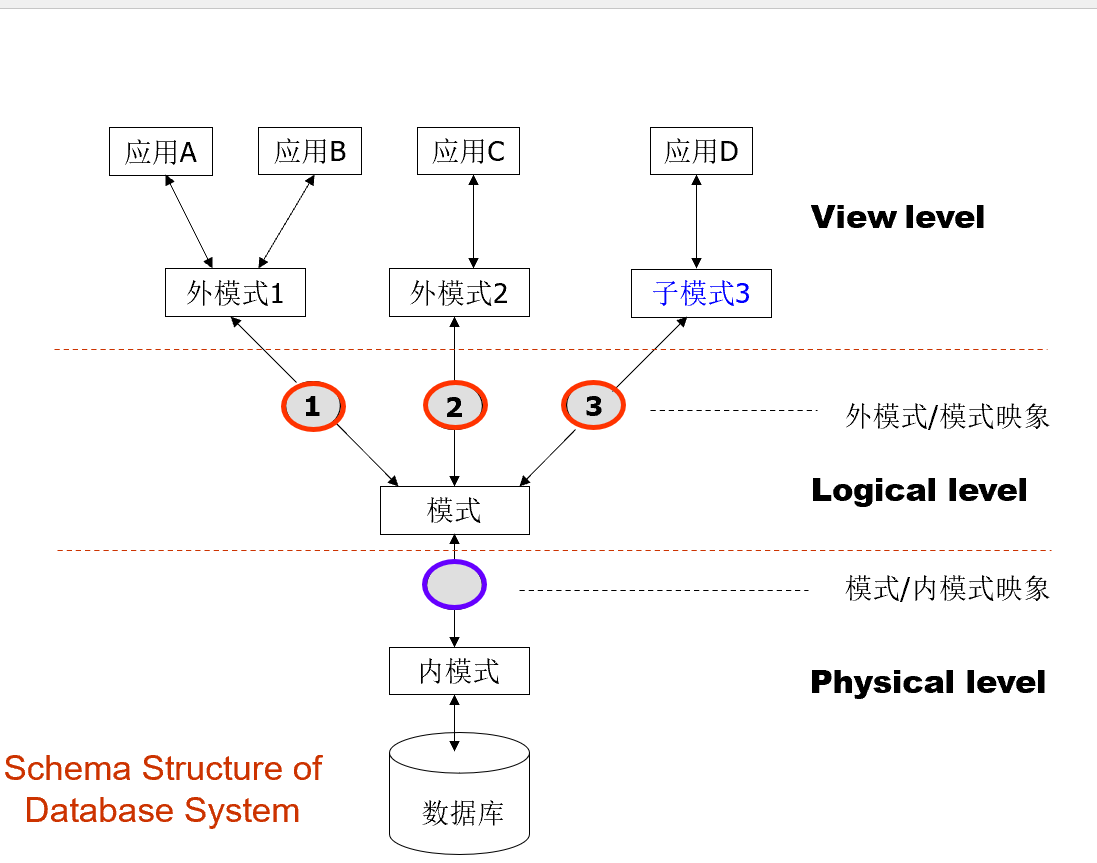 应用A
应用B
应用C
应用D
View level
外模式1
外模式2
子模式3
1
2
3
外模式/模式映象
Logical level
模式
模式/内模式映象
内模式
Physical level
Schema Structure of
Database System
数据库